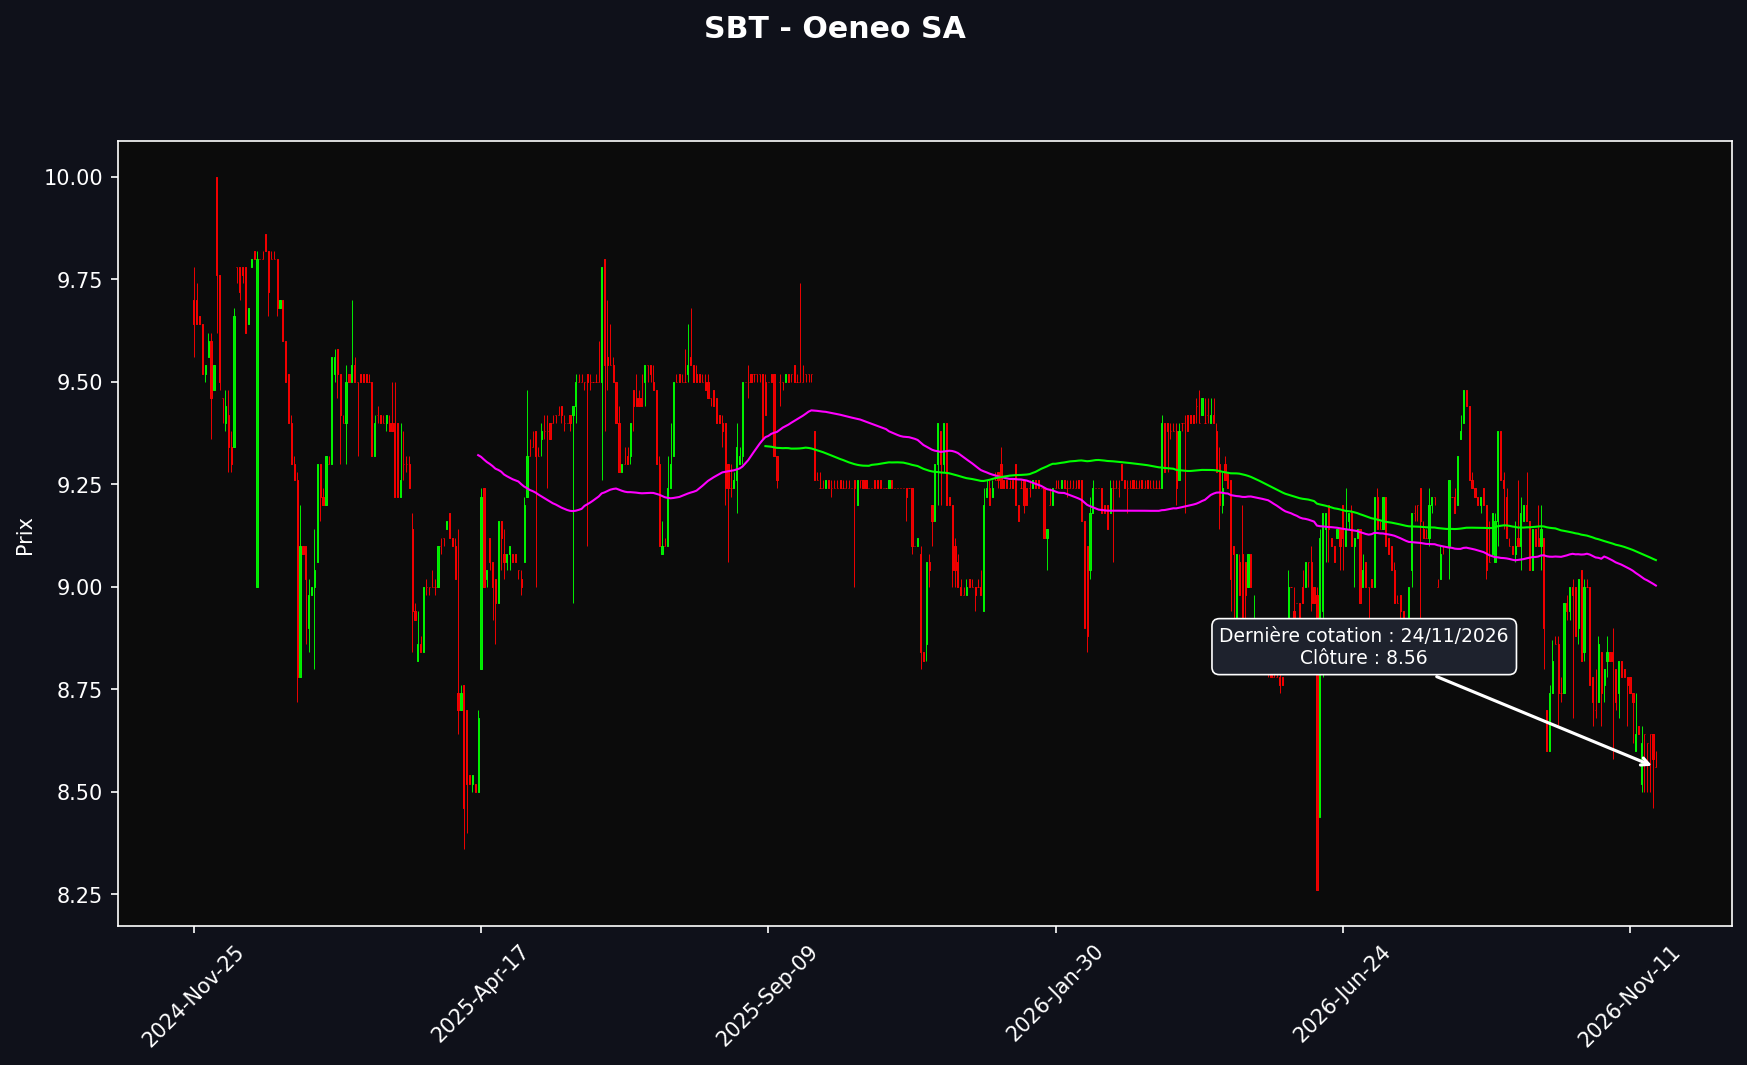 SBT - Oeneo SA
Prix
10.00
9.75
9.50
9.25
9.00
8.75
8.50
8.25
Dernière cotation : 24/11/2026
Clôture : 8.56
2024-Nov-25
2025-Apr-17
2025-Sep-09
2026-Jan-30
2026-Jun-24
2026-Nov-11